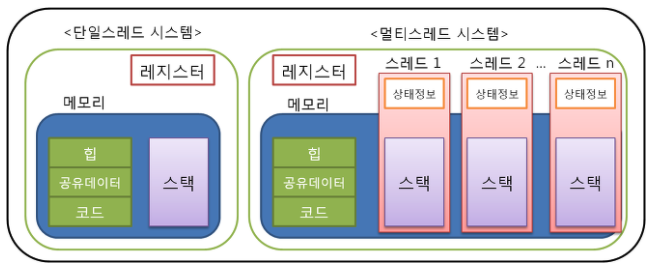 <단일스레드 시스템>
레지스터
메모리
힙
공유데이터
코드
스택
<멀티스레드 시스템>
레지스터
메모리
힙
공유데이터
코드
스레드 1
상태정보
스택
스레드 2
상태정보
스택
...
스레드 n
상태정보
스택